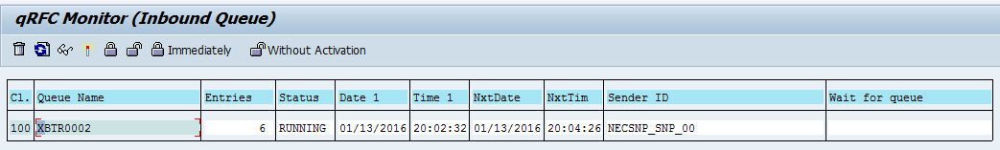 qRFC Monitor (Inbound Queue)
Immediately Without Activation
Cl. Queue Name Entries Status Date 1 Time 1 NxtDate NxtTim Sender ID Wait for queue
100 XBTR0002 6 RUNNING 01/13/2016 20:02:32 01/13/2016 20:04:26 NECSNP_SNP_00